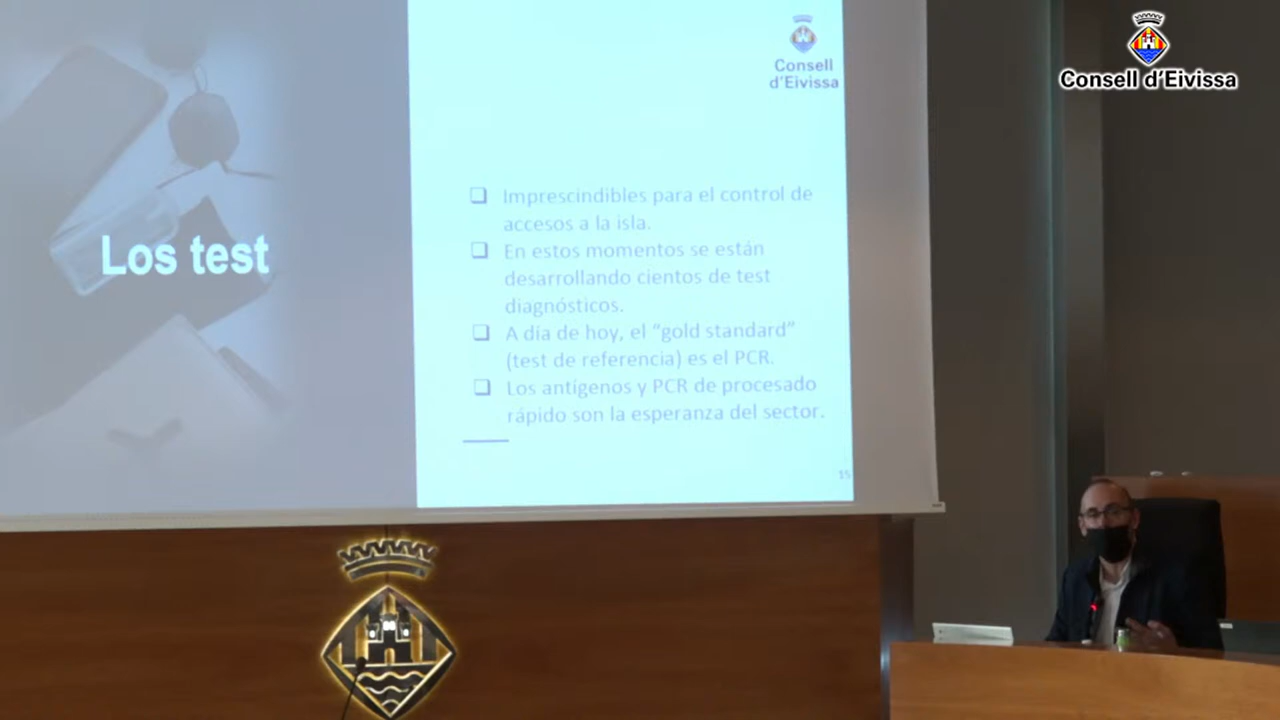 Los test
Consell
d'Eivissa
Imprescindibles para el control de
accesos a la isla.
En estos momentos se están
desarrollando cientos de test
diagnósticos.
A día de hoy, el "gold standard"
(test de referencia) es el PCR.
Los antígenos y PCR de procesado
rápido son la esperanza del sector.
15
Consell d'Eivissa